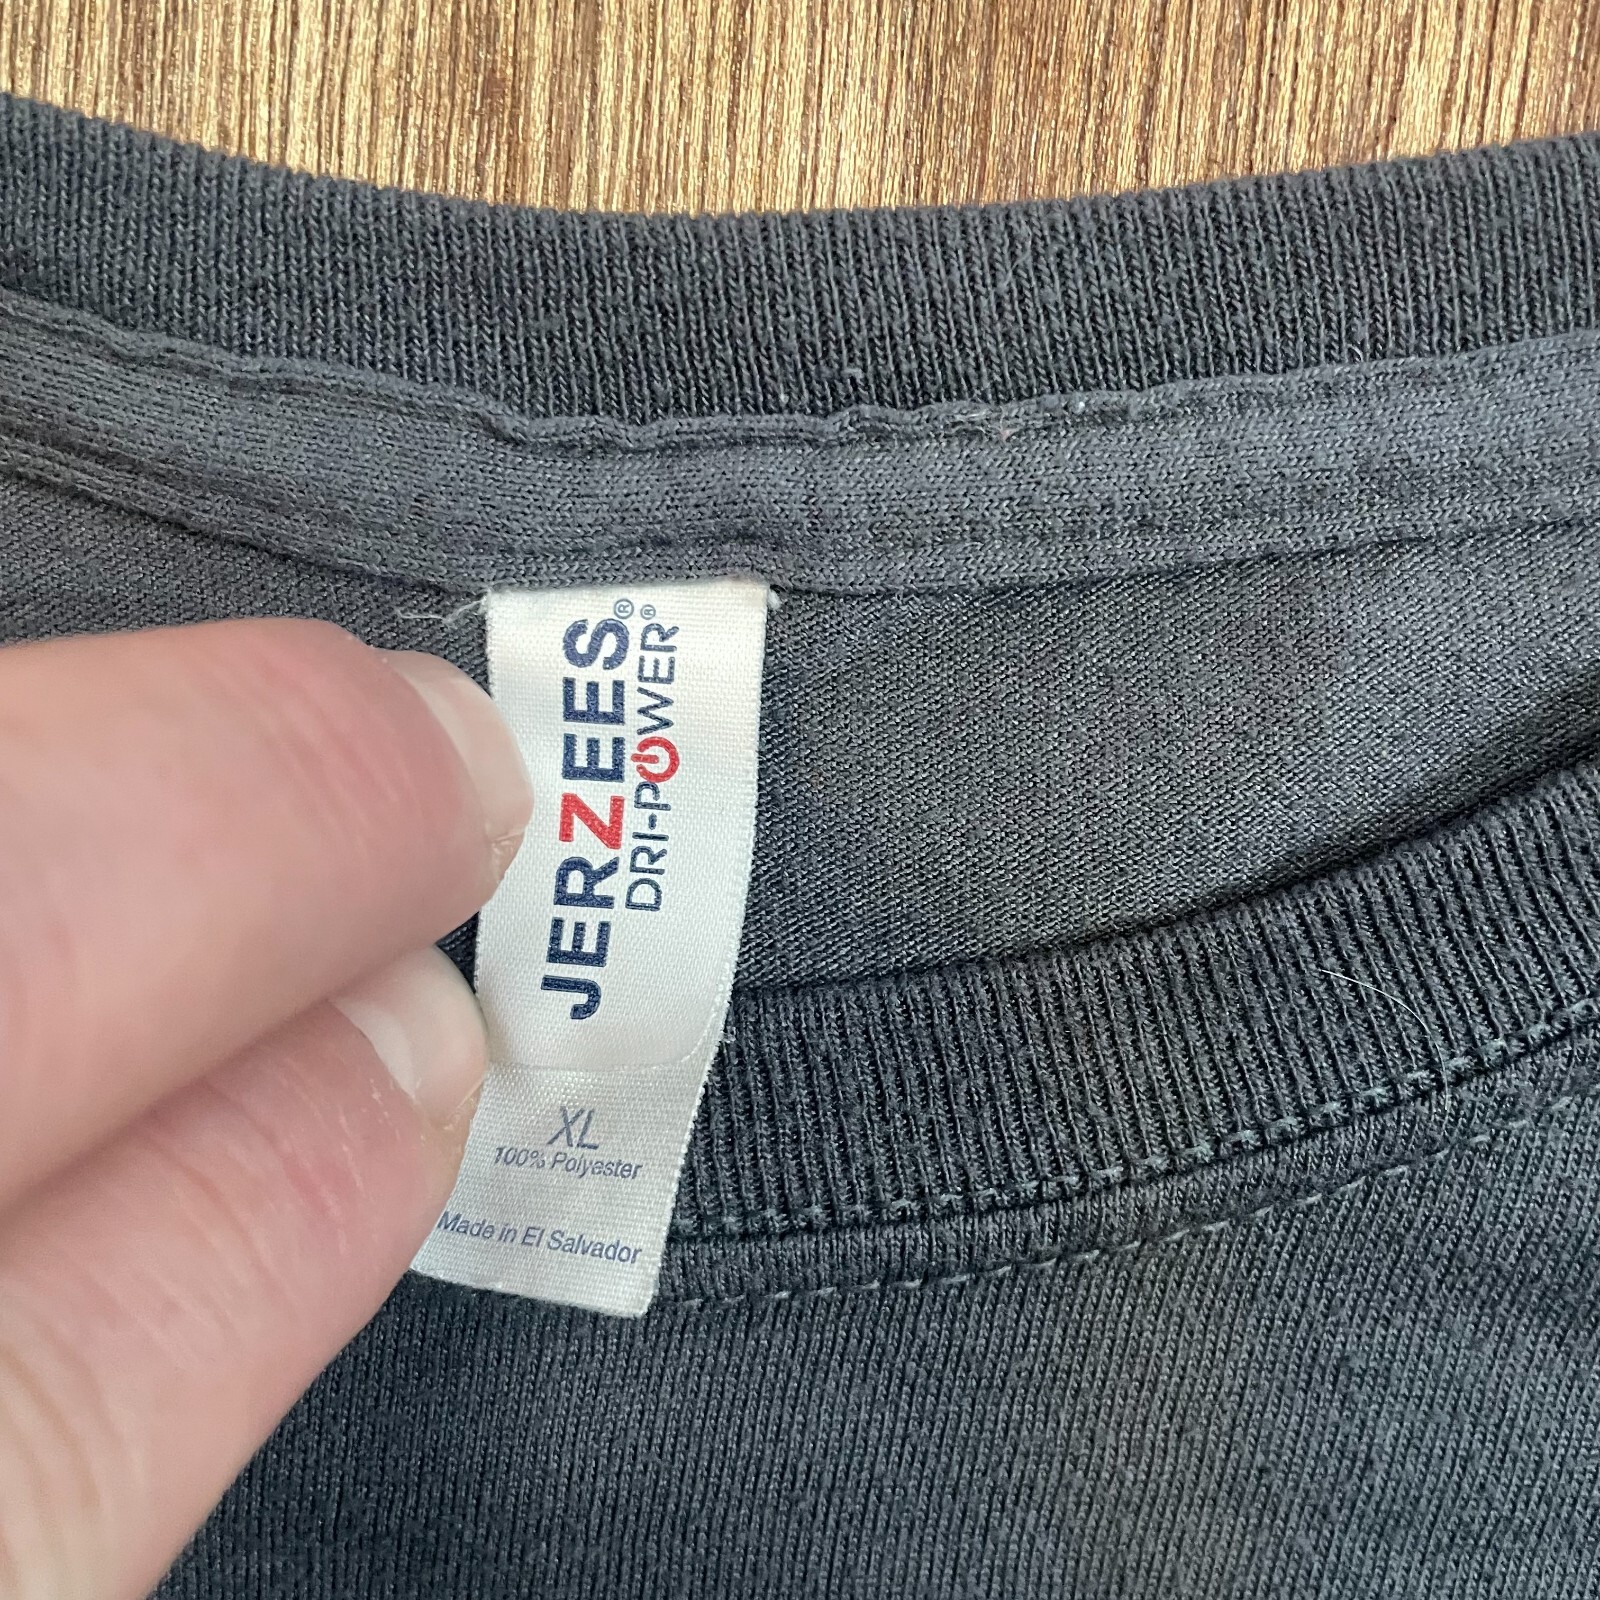 JERZEES®
DRI-POWER®
XL
100% Polyester
Made in El Salvador